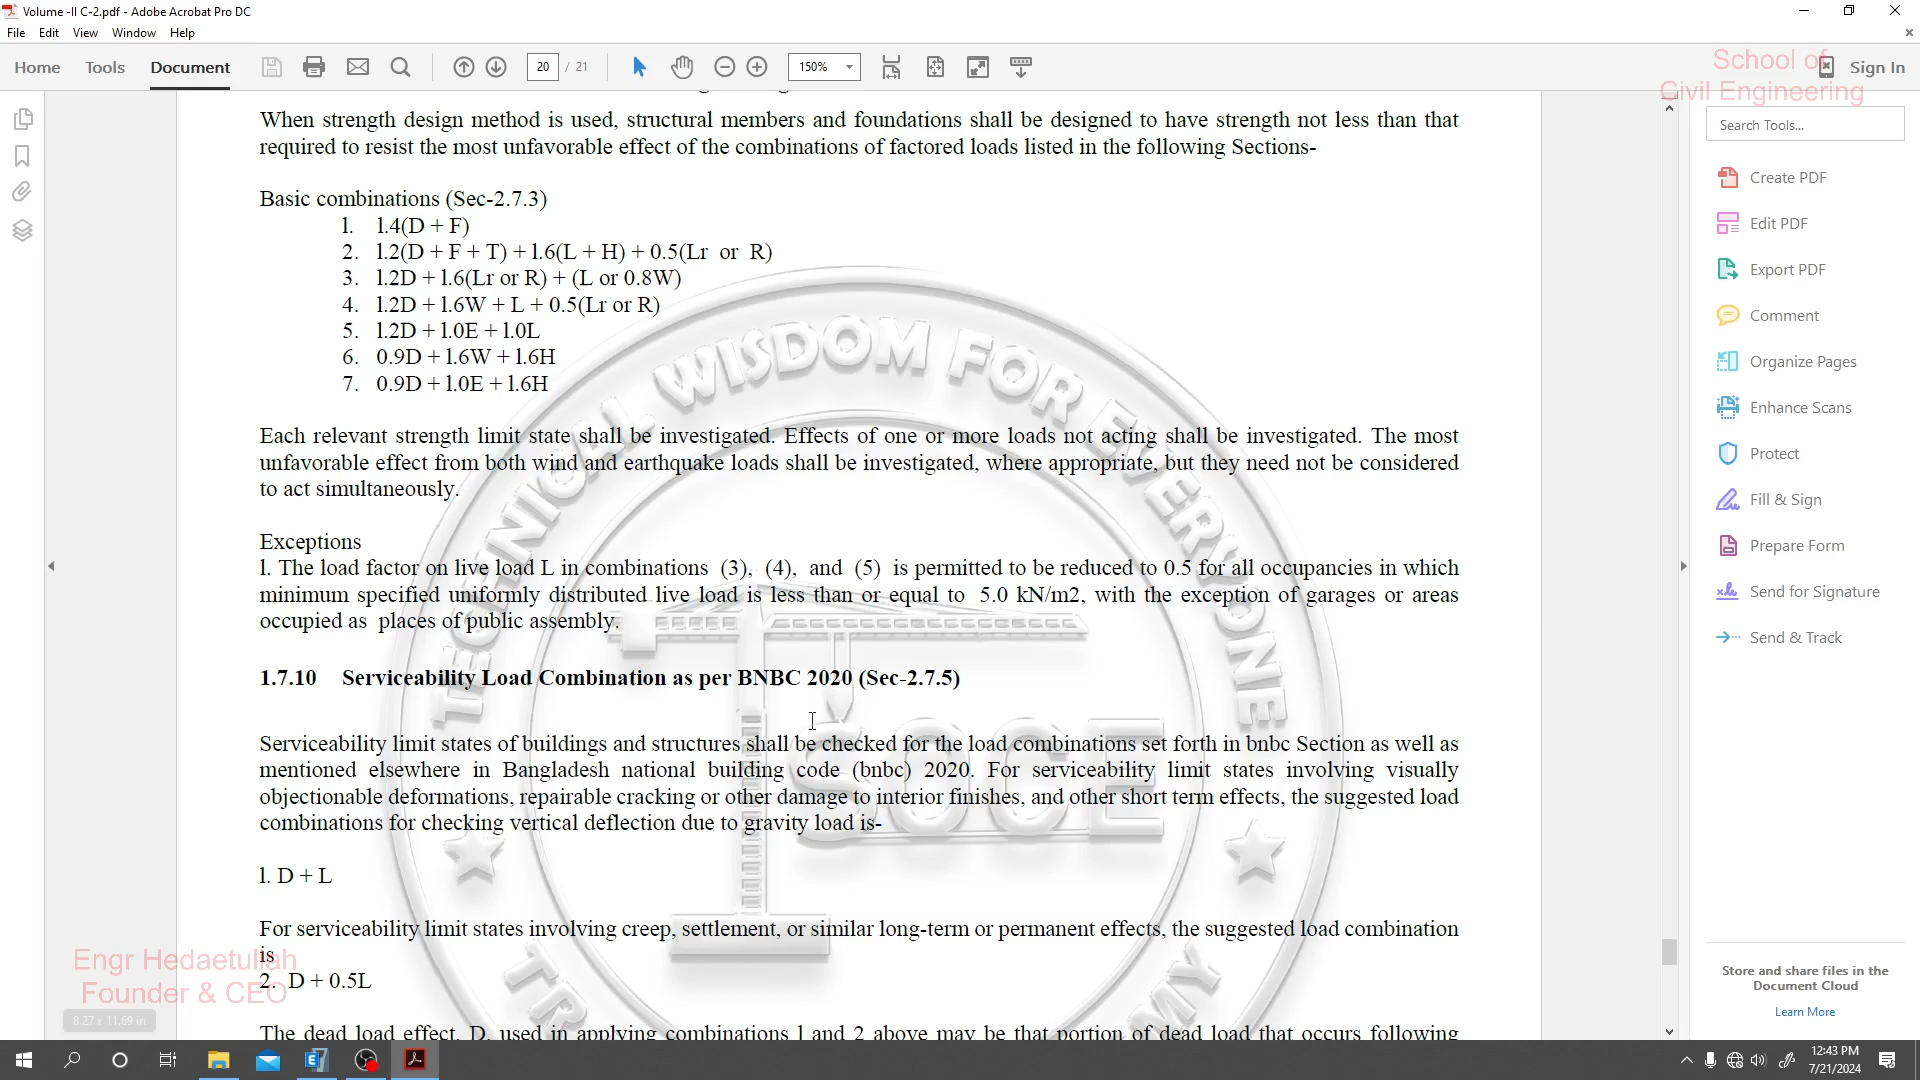 Volume -II C-2.pdf - Adobe Acrobat Pro DC
File Edit View Window Help
Home Tools Document 20 / 21 150% Sign In
School of
Civil Engineering
Search Tools...
Create PDF
Edit PDF
Export PDF
Comment
Organize Pages
Enhance Scans
Protect
Fill & Sign
Prepare Form
Send for Signature
Send & Track
Store and share files in the
Document Cloud
Learn More
When strength design method is used, structural members and foundations shall be designed to have strength not less than that
required to resist the most unfavorable effect of the combinations of factored loads listed in the following Sections-
Basic combinations (Sec-2.7.3)
1. 1.4(D + F)
2. 1.2(D + F + T) + 1.6(L + H) + 0.5(Lr or R)
3. 1.2D + 1.6(Lr or R) + (L or 0.8W)
4. 1.2D + 1.6W + L + 0.5(Lr or R)
5. 1.2D + 1.0E + 1.0L
6. 0.9D + 1.6W + 1.6H
7. 0.9D + 1.0E + 1.6H
Each relevant strength limit state shall be investigated. Effects of one or more loads not acting shall be investigated. The most
unfavorable effect from both wind and earthquake loads shall be investigated, where appropriate, but they need not be considered
to act simultaneously.
Exceptions
1. The load factor on live load L in combinations (3), (4), and (5) is permitted to be reduced to 0.5 for all occupancies in which
minimum specified uniformly distributed live load is less than or equal to 5.0 kN/m2, with the exception of garages or areas
occupied as places of public assembly.
1.7.10 Serviceability Load Combination as per BNBC 2020 (Sec-2.7.5)
Serviceability limit states of buildings and structures shall be checked for the load combinations set forth in bnbc Section as well as
mentioned elsewhere in Bangladesh national building code (bnbc) 2020. For serviceability limit states involving visually
objectionable deformations, repairable cracking or other damage to interior finishes, and other short term effects, the suggested load
combinations for checking vertical deflection due to gravity load is-
1. D + L
For serviceability limit states involving creep, settlement, or similar long-term or permanent effects, the suggested load combination
is
2. D + 0.5L
The dead load effect, D, used in applying combinations 1 and 2 above may be that portion of dead load that occurs following
TECHNICAL WISDOM FOR EVERYONE
SOCE
Engr Hedaetullah
Founder & CEO
8.27 x 11.69 in
12:43 PM
7/21/2024